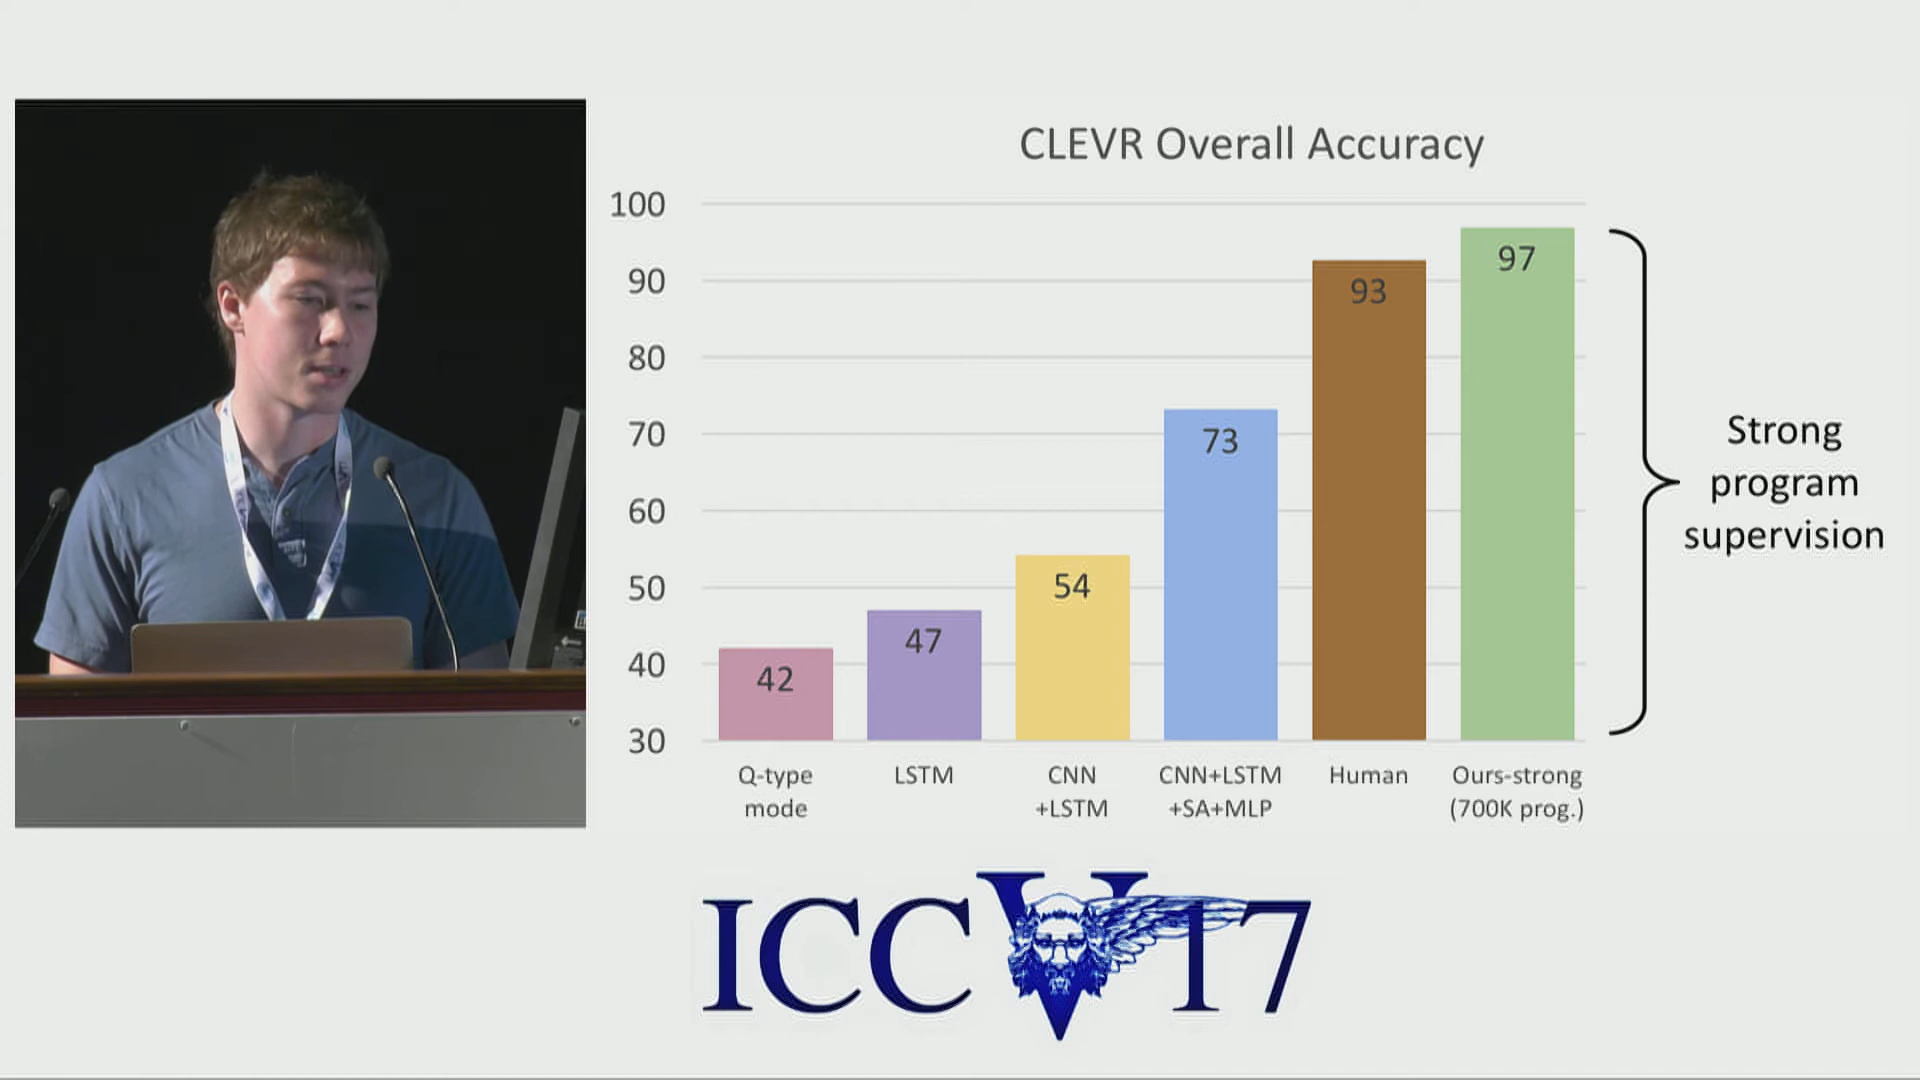 CLEVR Overall Accuracy
100
90
80
70
60
50
40
30
42
47
54
73
93
97
Q-type
mode
LSTM
CNN
+LSTM
CNN+LSTM
+SA+MLP
Human
Ours-strong
(700K prog.)
Strong
program
supervision
ICCV17